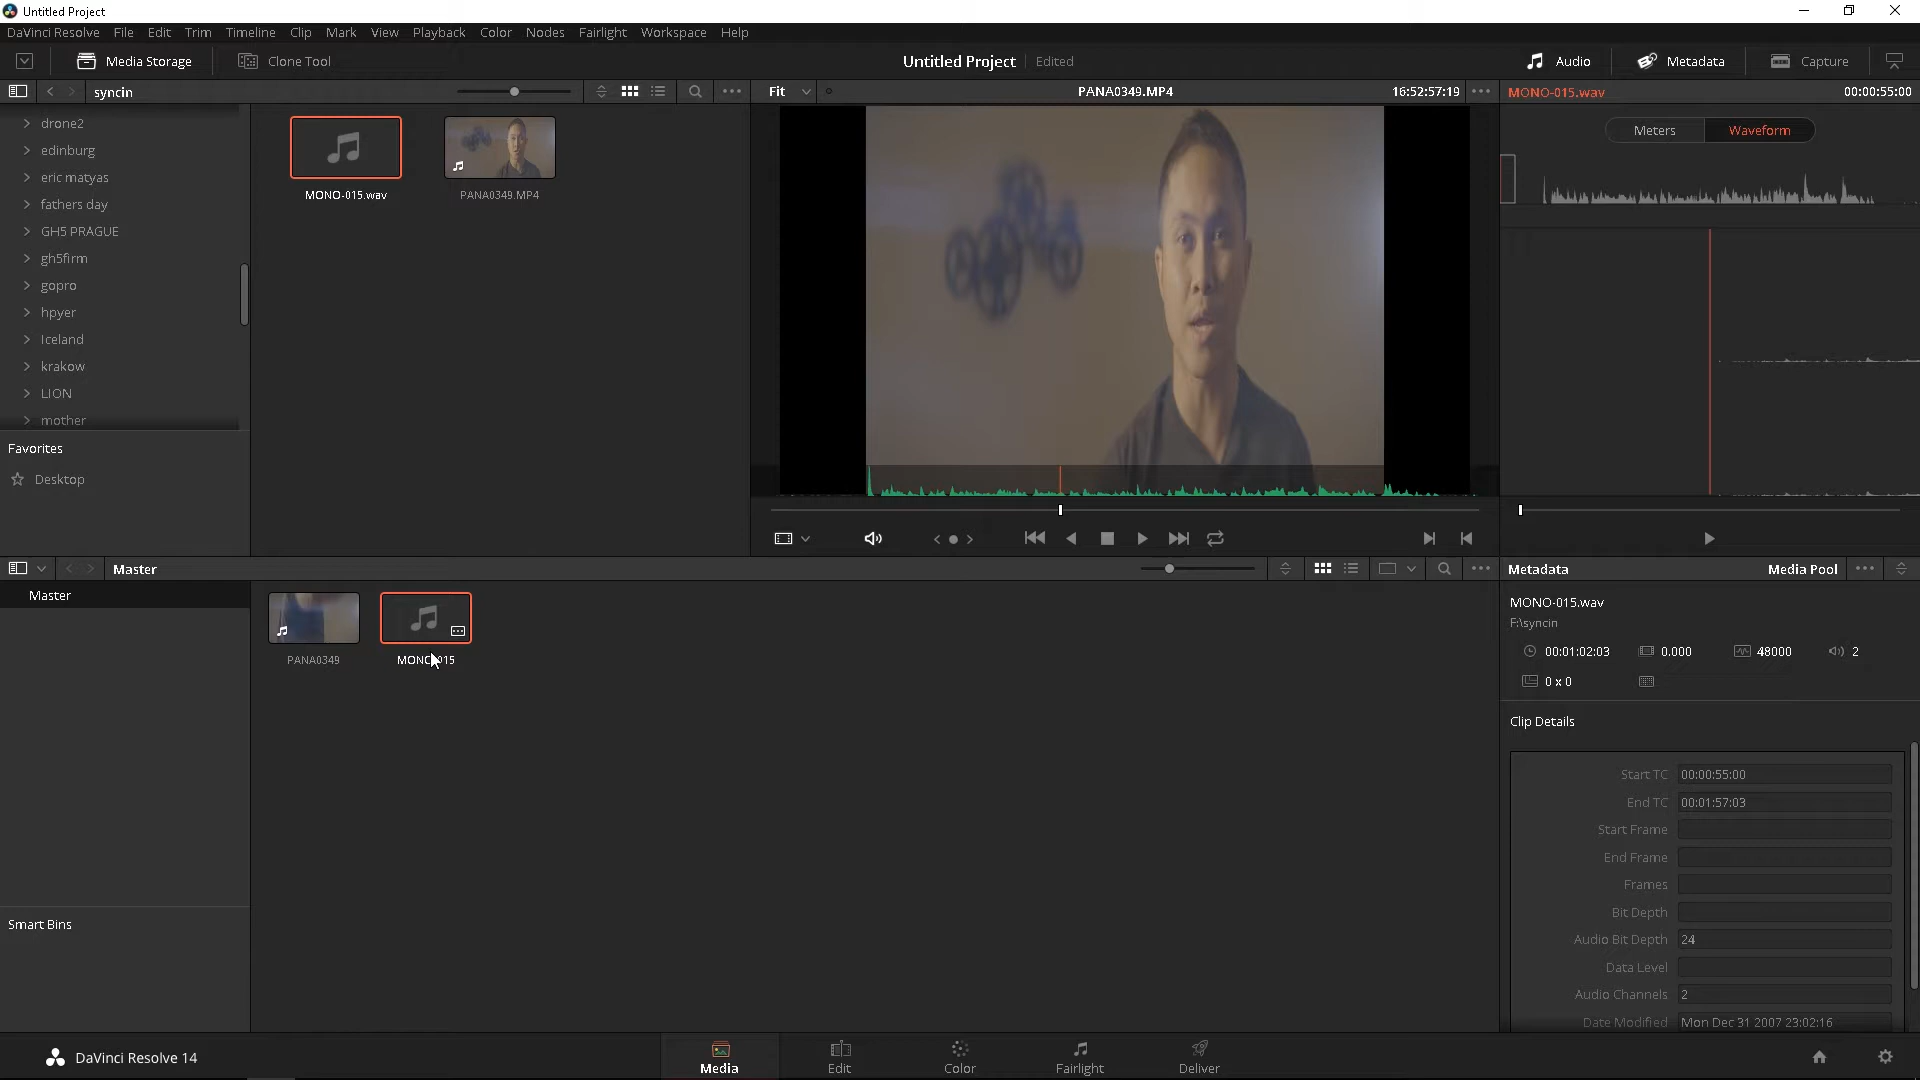 Untitled Project
DaVinci Resolve File Edit Trim Timeline Clip Mark View Playback Color Nodes Fairlight Workspace Help
Media Storage Clone Tool Untitled Project Edited Audio Metadata Capture
syncin Fit PANA0349.MP4 16:52:57:19 MONO-015.wav 00:00:55:00
drone2
edinburg
eric matyas
fathers day
GH5 PRAGUE
gh5firm
gopro
hpyer
Iceland
krakow
LION
mother
Favorites
Desktop
MONO-015.wav PANA0349.MP4
Meters Waveform
Master
Master
Smart Bins
PANA0349 MONO-015
Metadata Media Pool
MONO-015.wav
F:\syncin
00:01:02:03 0.000 48000 2
0 x 0
Clip Details
Start TC 00:00:55:00
End TC 00:01:57:03
Start Frame
End Frame
Frames
Bit Depth
Audio Bit Depth 24
Data Level
Audio Channels 2
Date Modified Mon Dec 31 2007 23:02:16
DaVinci Resolve 14 Media Edit Color Fairlight Deliver